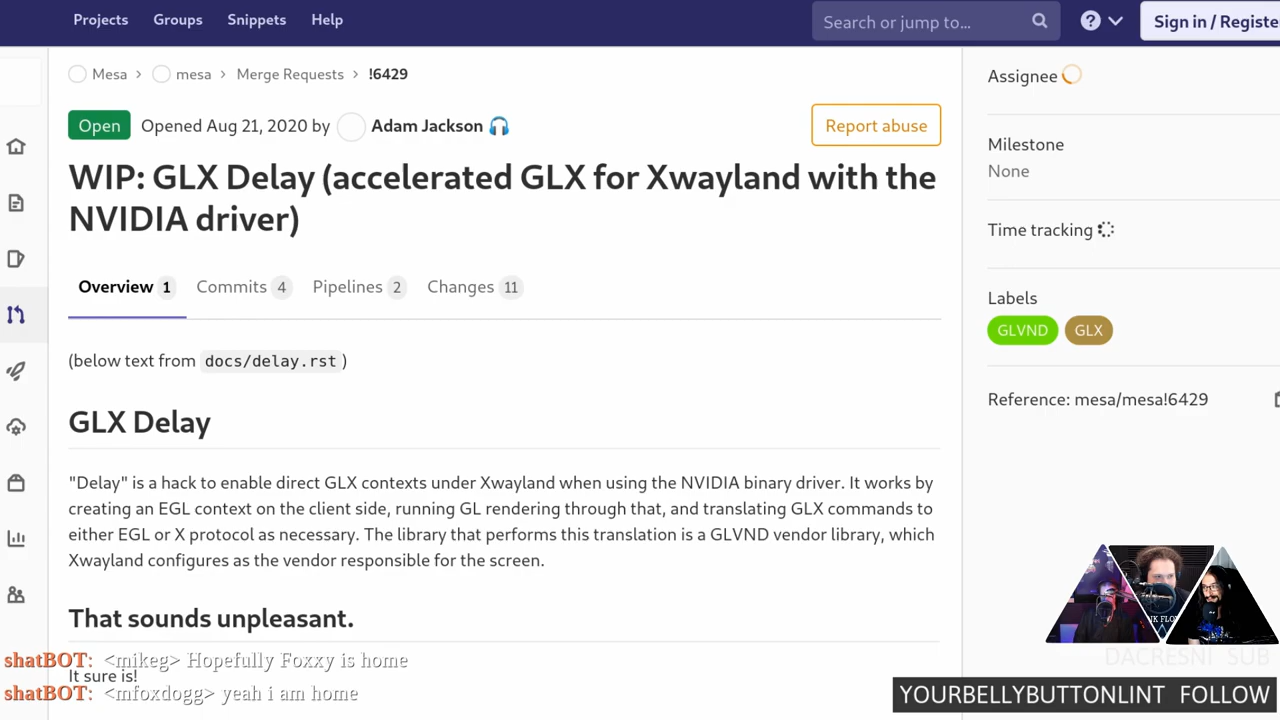 Projects Groups Snippets Help Search or jump to... Sign in / Registe
Mesa › mesa › Merge Requests › !6429
Open Opened Aug 21, 2020 by Adam Jackson Report abuse
WIP: GLX Delay (accelerated GLX for Xwayland with the
NVIDIA driver)
Overview 1 Commits 4 Pipelines 2 Changes 11
(below text from docs/delay.rst)
GLX Delay
"Delay" is a hack to enable direct GLX contexts under Xwayland when using the NVIDIA binary driver. It works by
creating an EGL context on the client side, running GL rendering through that, and translating GLX commands to
either EGL or X protocol as necessary. The library that performs this translation is a GLVND vendor library, which
Xwayland configures as the vendor responsible for the screen.
That sounds unpleasant.
It sure is!
Assignee
Milestone
None
Time tracking
Labels
GLVND GLX
Reference: mesa/mesa!6429
shatBOT: <mikeg> Hopefully Foxxy is home
shatBOT: <mfoxdogg> yeah i am home
DACRESNI SUB
YOURBELLYBUTTONLINT FOLLOW